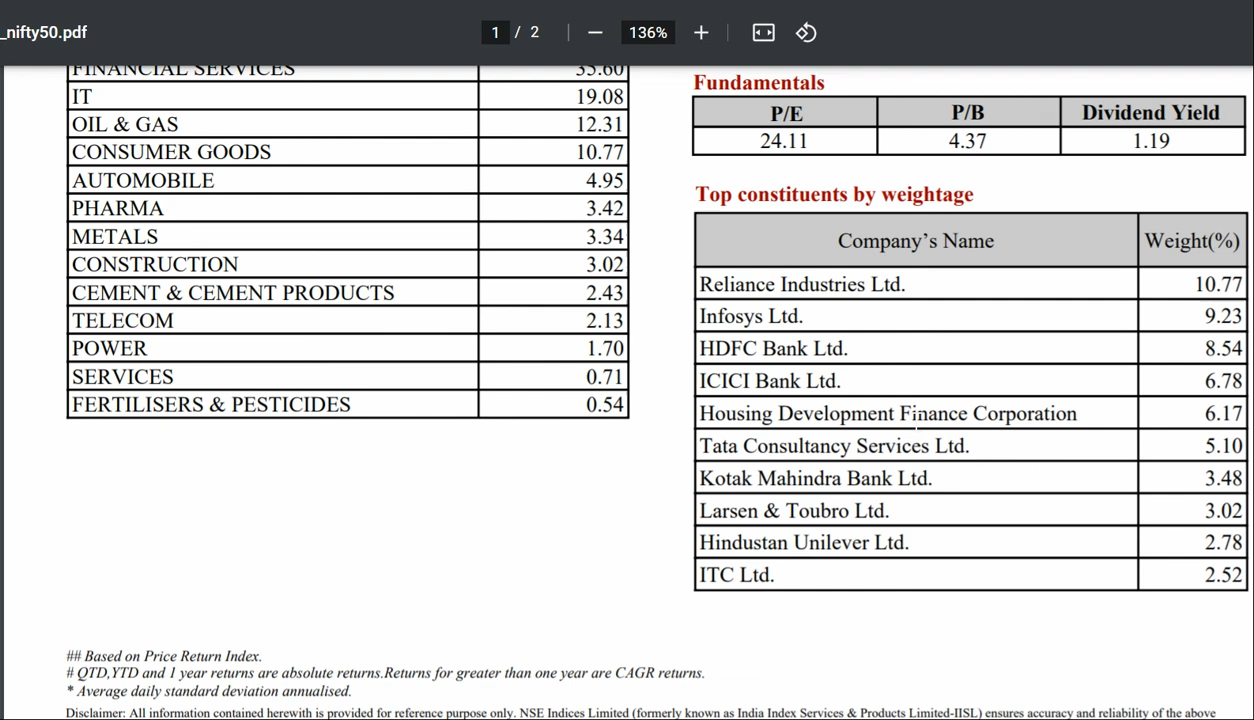 _nifty50.pdf
1 / 2
136%
FINANCIAL SERVICES 35.60
IT 19.08
OIL & GAS 12.31
CONSUMER GOODS 10.77
AUTOMOBILE 4.95
PHARMA 3.42
METALS 3.34
CONSTRUCTION 3.02
CEMENT & CEMENT PRODUCTS 2.43
TELECOM 2.13
POWER 1.70
SERVICES 0.71
FERTILISERS & PESTICIDES 0.54
Fundamentals
P/E P/B Dividend Yield
24.11 4.37 1.19
Top constituents by weightage
Company’s Name Weight(%)
Reliance Industries Ltd. 10.77
Infosys Ltd. 9.23
HDFC Bank Ltd. 8.54
ICICI Bank Ltd. 6.78
Housing Development Finance Corporation 6.17
Tata Consultancy Services Ltd. 5.10
Kotak Mahindra Bank Ltd. 3.48
Larsen & Toubro Ltd. 3.02
Hindustan Unilever Ltd. 2.78
ITC Ltd. 2.52
## Based on Price Return Index.
# QTD,YTD and 1 year returns are absolute returns.Returns for greater than one year are CAGR returns.
* Average daily standard deviation annualised.
Disclaimer: All information contained herewith is provided for reference purpose only. NSE Indices Limited (formerly known as India Index Services & Products Limited-IISL) ensures accuracy and reliability of the above